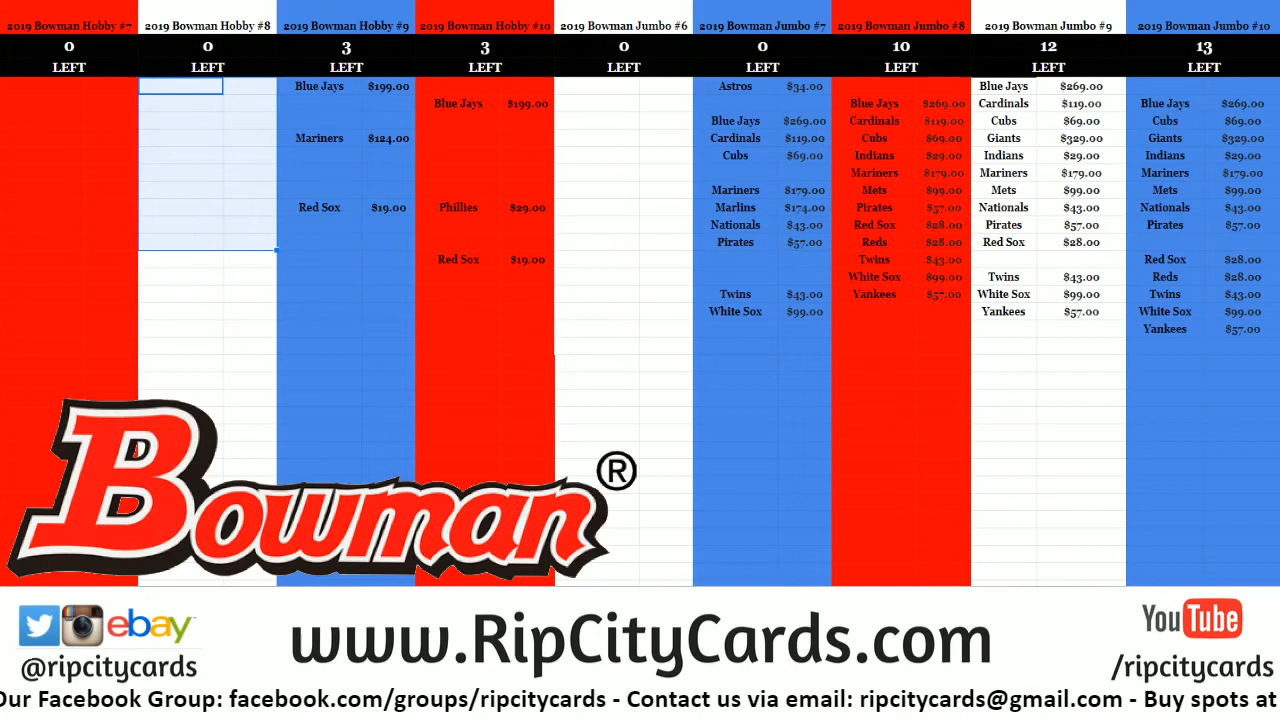 2019 Bowman Hobby #7 2019 Bowman Hobby #8 2019 Bowman Hobby #9 2019 Bowman Hobby #10 2019 Bowman Jumbo #6 2019 Bowman Jumbo #7 2019 Bowman Jumbo #8 2019 Bowman Jumbo #9 2019 Bowman Jumbo #10
0 0 3 3 0 0 10 12 13
LEFT LEFT LEFT LEFT LEFT LEFT LEFT LEFT LEFT
Blue Jays $199.00 Astros $34.00 Blue Jays $269.00
Blue Jays $199.00 Blue Jays $269.00 Cardinals $119.00 Blue Jays $269.00
Blue Jays $269.00 Cardinals $119.00 Cubs $69.00 Cubs $69.00
Mariners $124.00 Cardinals $119.00 Cubs $69.00 Giants $329.00 Giants $329.00
Cubs $69.00 Indians $29.00 Indians $29.00 Indians $29.00
Mariners $179.00 Mariners $179.00 Mariners $179.00
Mariners $179.00 Mets $99.00 Mets $99.00 Mets $99.00
Red Sox $19.00 Phillies $29.00 Marlins $174.00 Pirates $57.00 Nationals $43.00 Nationals $43.00
Nationals $43.00 Red Sox $28.00 Pirates $57.00 Pirates $57.00
Pirates $57.00 Reds $28.00 Red Sox $28.00
Red Sox $19.00 Twins $43.00 Red Sox $28.00
White Sox $99.00 Twins $43.00 Reds $28.00
Twins $43.00 Yankees $57.00 White Sox $99.00 Twins $43.00
White Sox $99.00 Yankees $57.00 White Sox $99.00
Yankees $57.00
Bowman ®
ebay
@ripcitycards
www.RipCityCards.com
YouTube
/ripcitycards
Our Facebook Group: facebook.com/groups/ripcitycards - Contact us via email: ripcitycards@gmail.com - Buy spots at